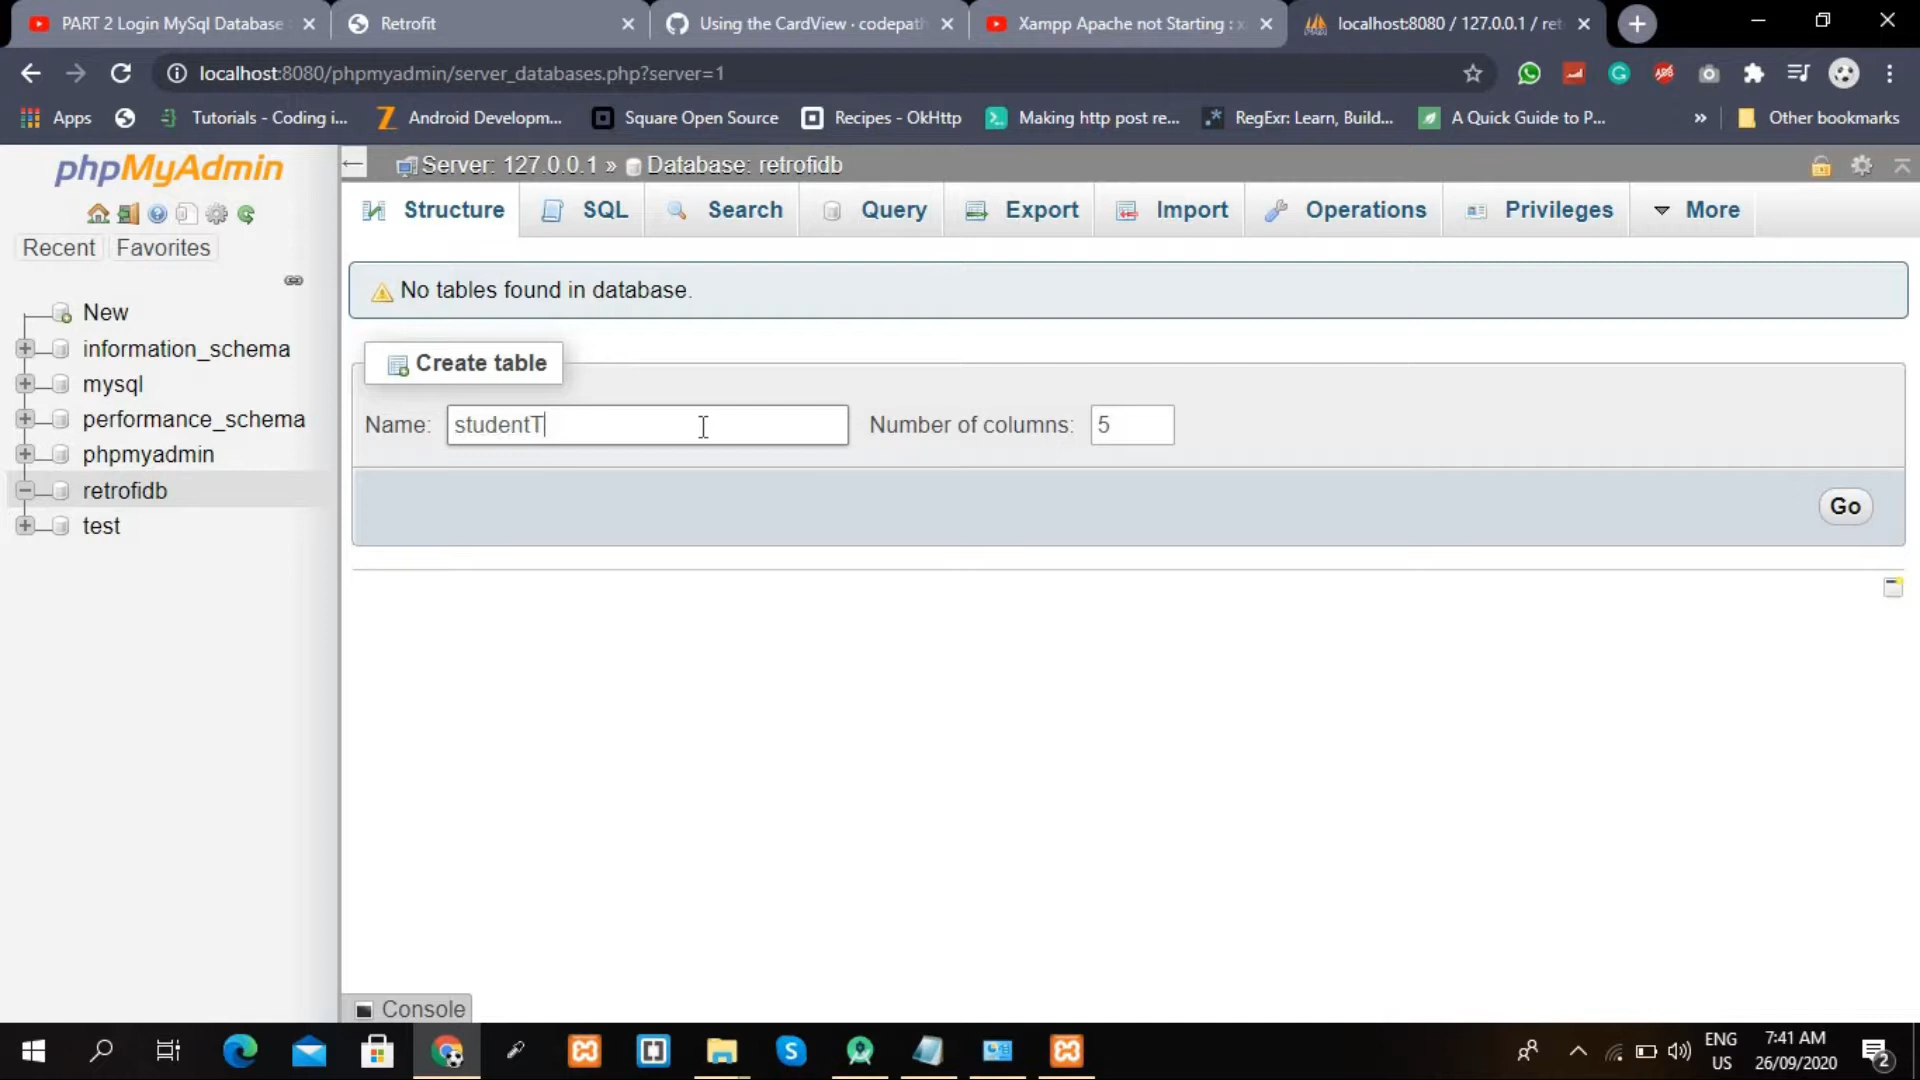 PART 2 Login MySql Database
Retrofit
Using the CardView · codepath
Xampp Apache not Starting : x
localhost:8080 / 127.0.0.1 / ret
localhost:8080/phpmyadmin/server_databases.php?server=1
Apps
Tutorials - Coding i...
Android Developm...
Square Open Source
Recipes - OkHttp
Making http post re...
RegExr: Learn, Build...
A Quick Guide to P...
»
Other bookmarks
phpMyAdmin
Recent
Favorites
New
information_schema
mysql
performance_schema
phpmyadmin
retrofidb
test
Server: 127.0.0.1 » Database: retrofidb
Structure
SQL
Search
Query
Export
Import
Operations
Privileges
More
No tables found in database.
Create table
Name: studentT
Number of columns: 5
Go
Console
ENG
US
7:41 AM
26/09/2020
2